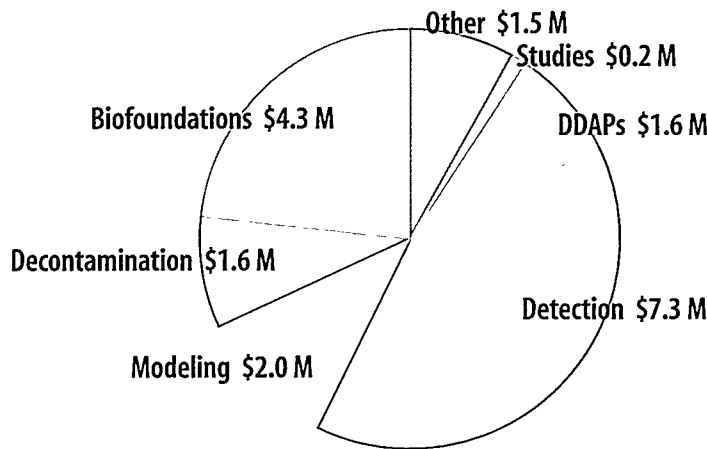 Other $1.5 M
Studies $0.2 M
Biofoundations $4.3 M
DDAPs $1.6 M
Decontamination $1.6 M
Detection $7.3 M
Modeling $2.0 M